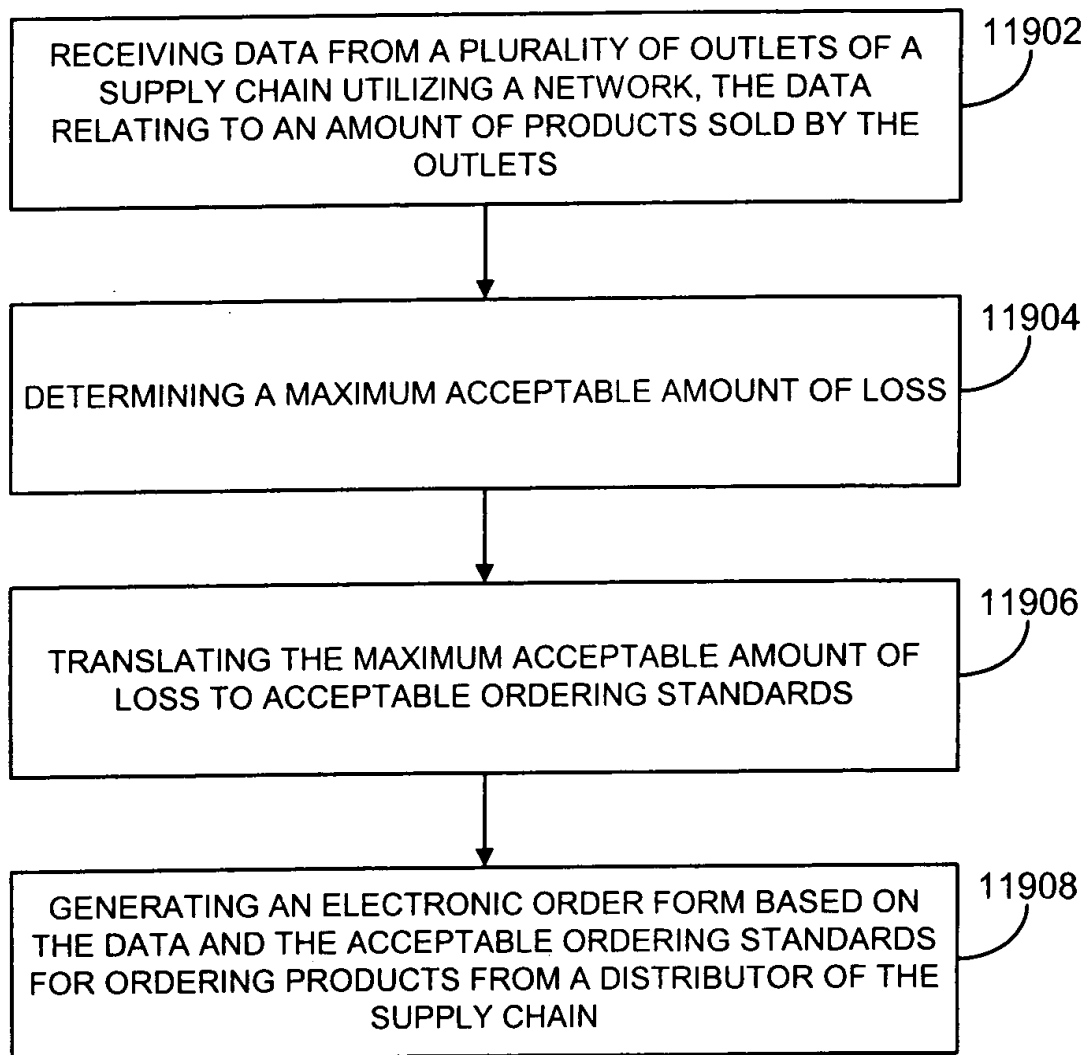 11902
RECEIVING DATA FROM A PLURALITY OF OUTLETS OF A
SUPPLY CHAIN UTILIZING A NETWORK, THE DATA
RELATING TO AN AMOUNT OF PRODUCTS SOLD BY THE
OUTLETS
11904
DETERMINING A MAXIMUM ACCEPTABLE AMOUNT OF LOSS
11906
TRANSLATING THE MAXIMUM ACCEPTABLE AMOUNT OF
LOSS TO ACCEPTABLE ORDERING STANDARDS
11908
GENERATING AN ELECTRONIC ORDER FORM BASED ON
THE DATA AND THE ACCEPTABLE ORDERING STANDARDS
FOR ORDERING PRODUCTS FROM A DISTRIBUTOR OF THE
SUPPLY CHAIN